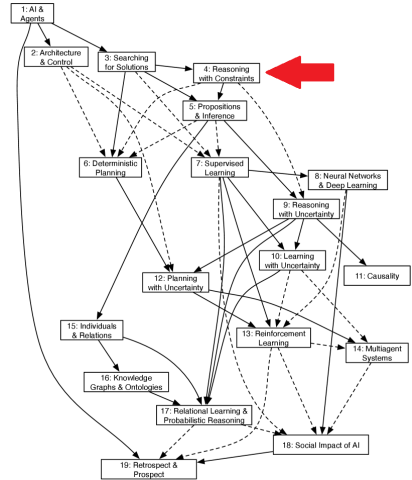 1: AI &
Agents
2: Architecture
& Control
3: Searching
for Solutions
4: Reasoning
with Constraints
5: Propositions
& Inference
6: Deterministic
Planning
7: Supervised
Learning
8: Neural Networks
& Deep Learning
9: Reasoning
with Uncertainty
10: Learning
with Uncertainty
11: Causality
12: Planning
with Uncertainty
13: Reinforcement
Learning
14: Multiagent
Systems
15: Individuals
& Relations
16: Knowledge
Graphs & Ontologies
17: Relational Learning &
Probabilistic Reasoning
18: Social Impact of AI
19: Retrospect &
Prospect